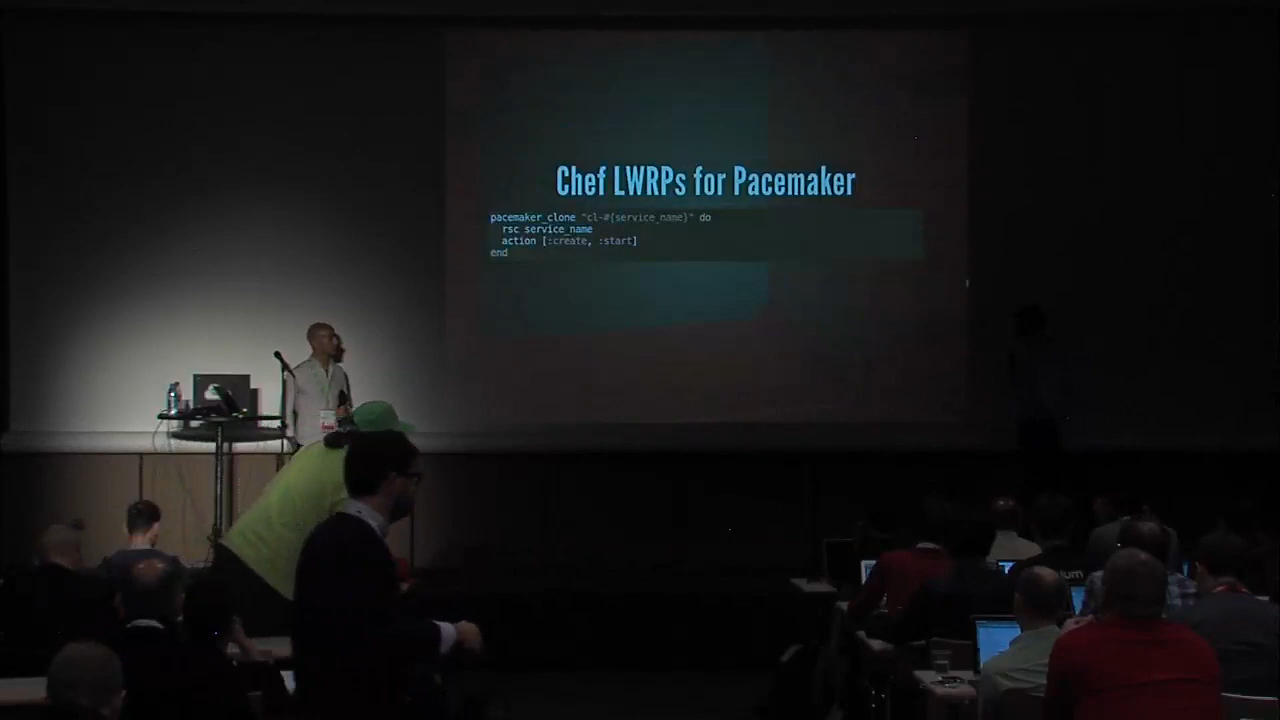 Chef LWRPs for Pacemaker
pacemaker_clone "cl-#{service_name}" do
rsc service_name
action [:create, :start]
end